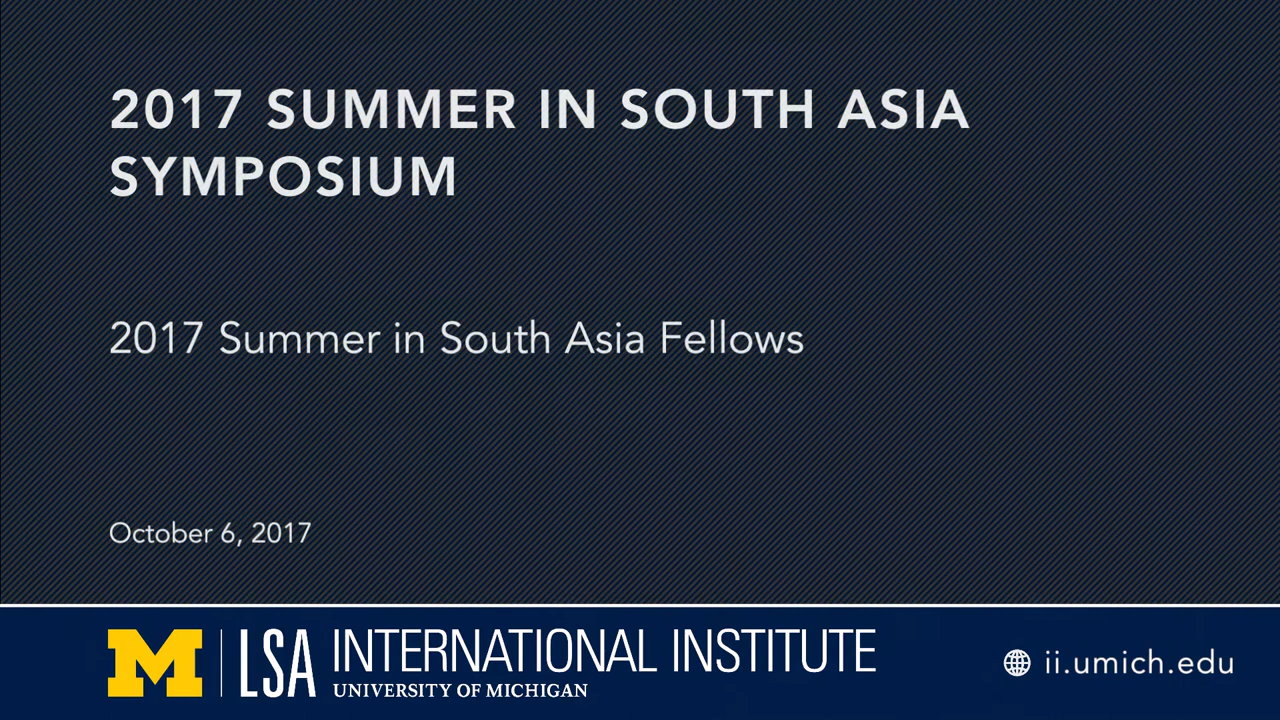 2017 SUMMER IN SOUTH ASIA
SYMPOSIUM
2017 Summer in South Asia Fellows
October 6, 2017
M LSA INTERNATIONAL INSTITUTE
UNIVERSITY OF MICHIGAN
ii.umich.edu